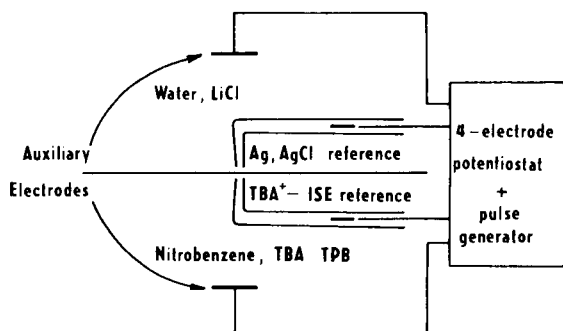 Water, LiCl
Auxiliary
Electrodes
Ag, AgCl reference
TBA⁺– ISE reference
Nitrobenzene, TBA TPB
4-electrode
potentiostat
+
pulse
generator